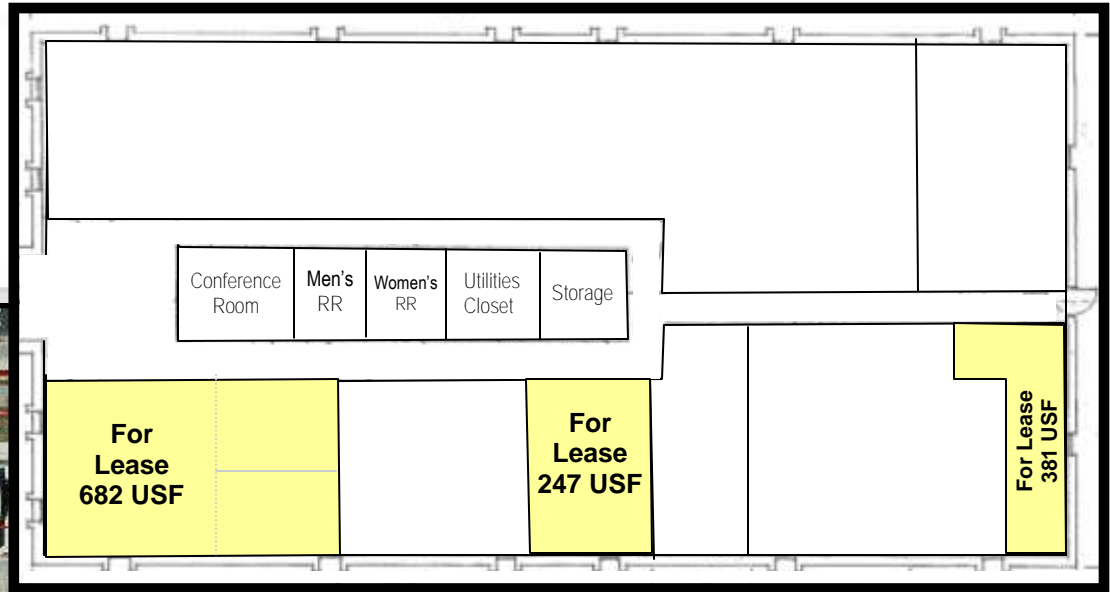 Conference
Room
Men's
RR
Women's
RR
Utilities
Closet
Storage
For
Lease
682 USF
For
Lease
247 USF
For Lease
381 USF